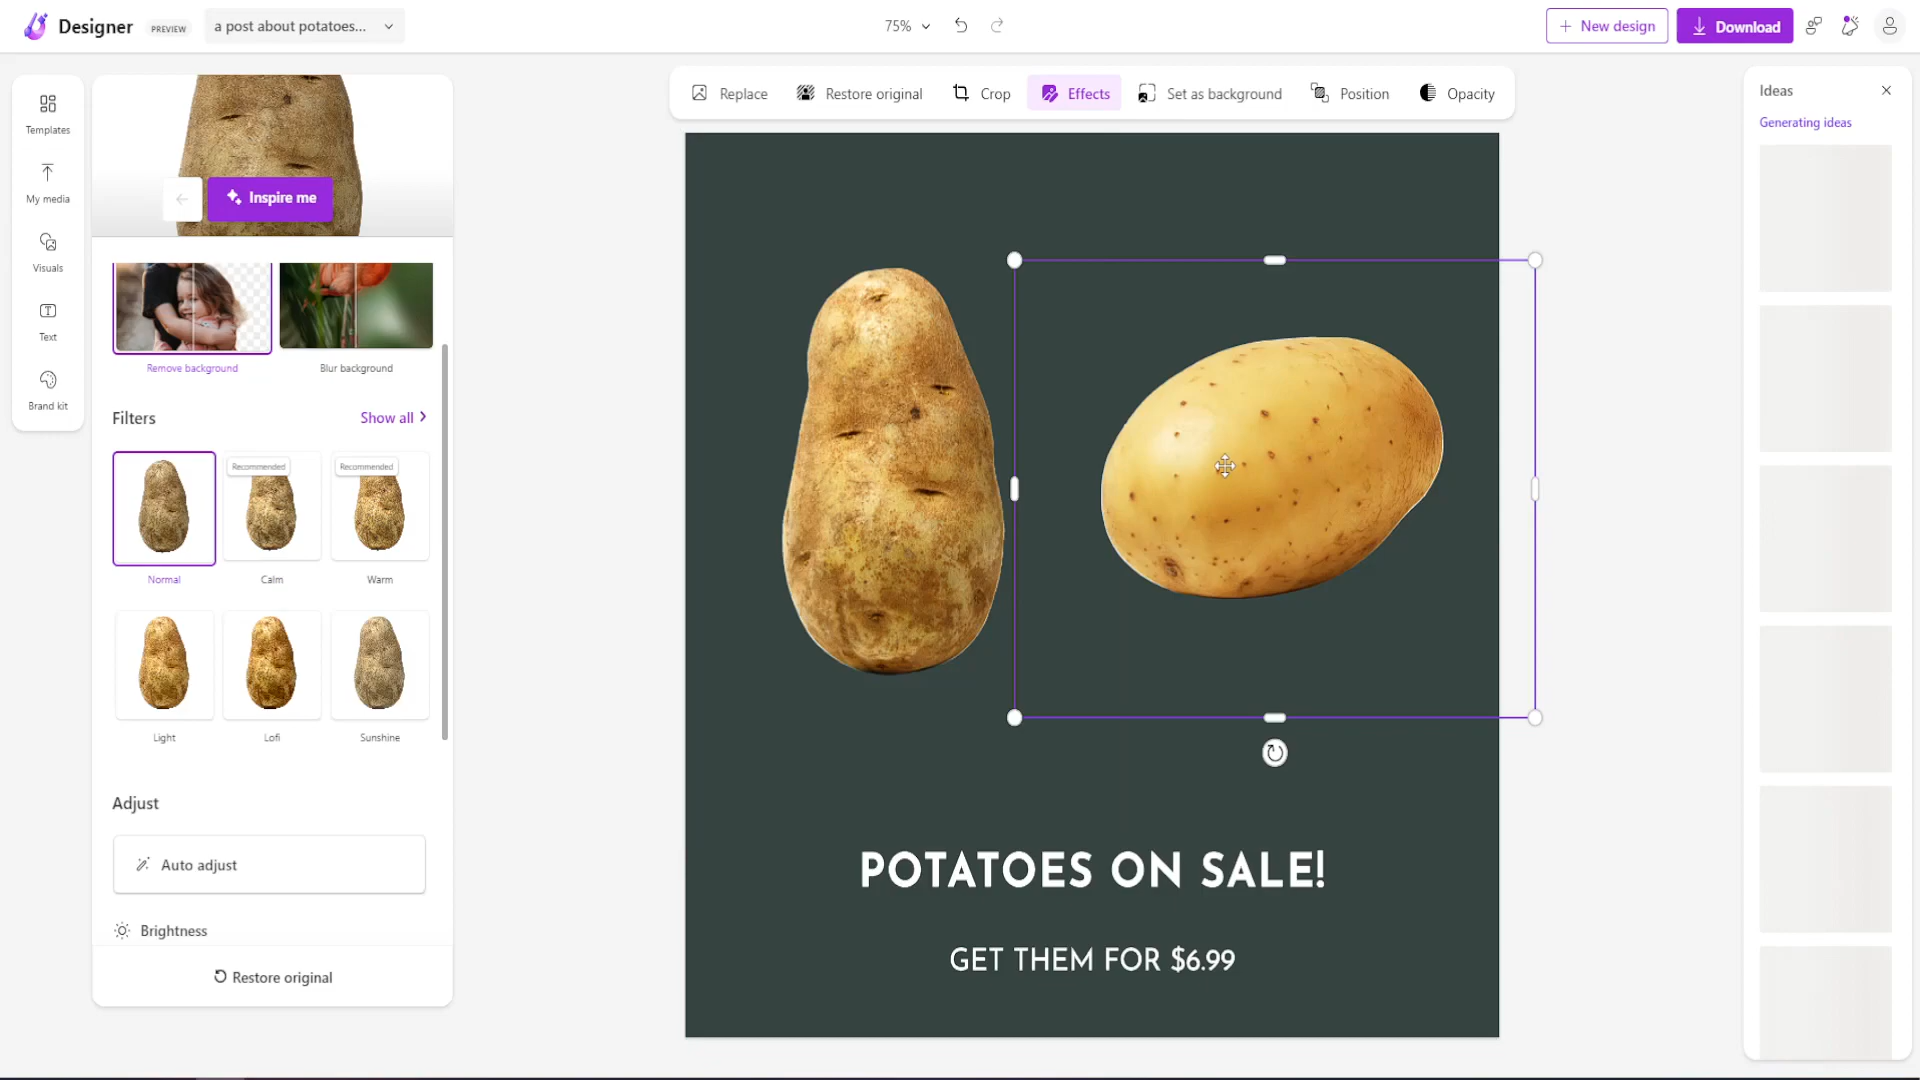 Designer PREVIEW a potst about potatoes...
75%
New design
Download
Templates
My media
Visuals
Text
Brand kit
Inspire me
Remove background
Blur background
Filters
Show all
Recommended
Recommended
Normal
Calm
Warm
Light
Lofi
Sunshine
Adjust
Auto adjust
Brightness
Restore original
Replace
Restore original
Crop
Effects
Set as background
Position
Opacity
POTATOES ON SALE!
GET THEM FOR $6.99
Ideas
Generating ideas